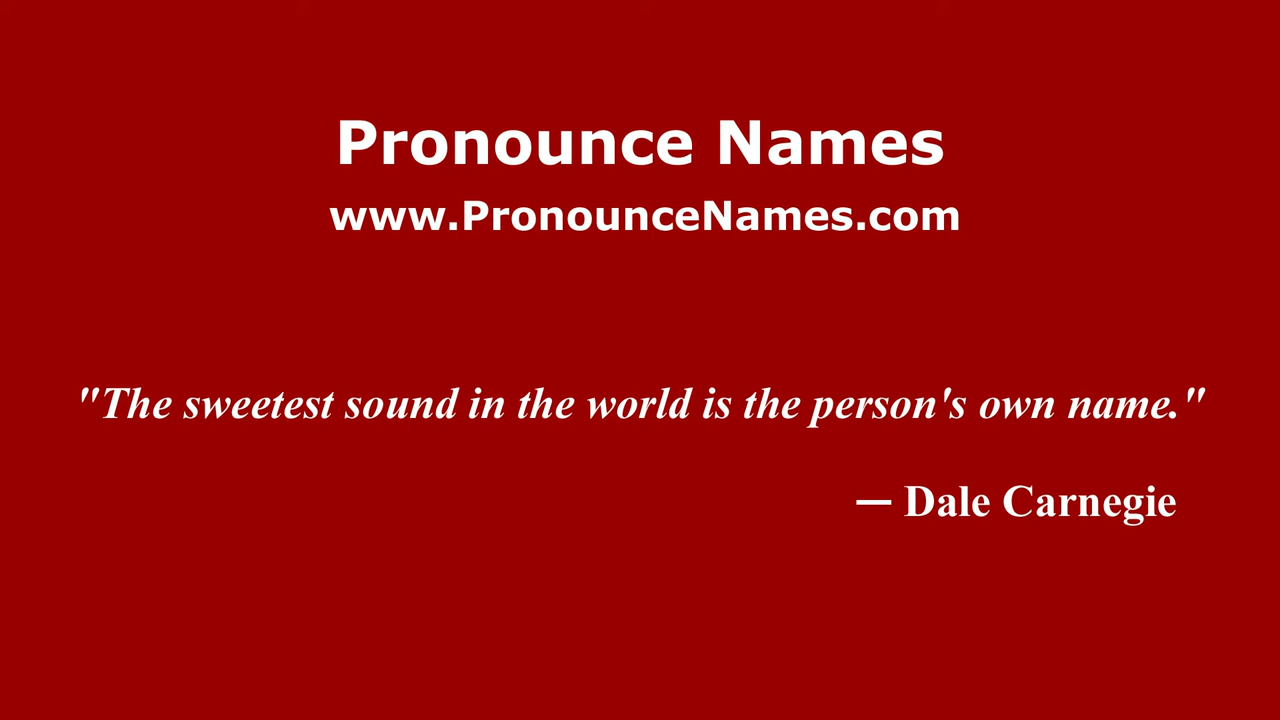 Pronounce Names
www.PronounceNames.com
"The sweetest sound in the world is the person's own name."
— Dale Carnegie